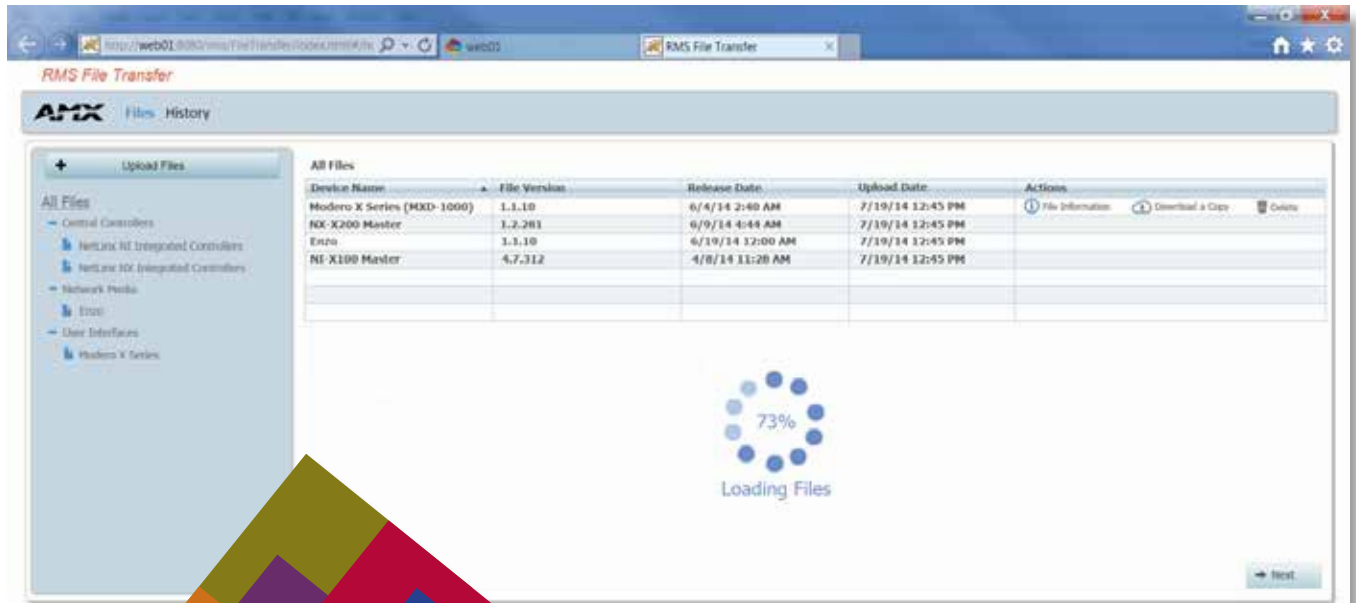 web01
RMS File Transfer
RMS File Transfer
AMX Files History
Upload Files
All Files
Central Controllers
NetLinx NI Integrated Controllers
NetLinx NX Integrated Controllers
Network Media
Enzo
User Interfaces
Modero X Series
All Files
Device Name File Version Release Date Upload Date Actions
Modero X Series (MXD-1000) 1.1.10 6/4/14 2:40 AM 7/19/14 12:45 PM File Information Download a Copy Delete
NX-X200 Master 1.2.281 6/9/14 4:44 AM 7/19/14 12:45 PM
Enzo 1.1.10 6/19/14 12:00 AM 7/19/14 12:45 PM
NI-X100 Master 4.7.312 4/8/14 11:28 AM 7/19/14 12:45 PM
73%
Loading Files
Next